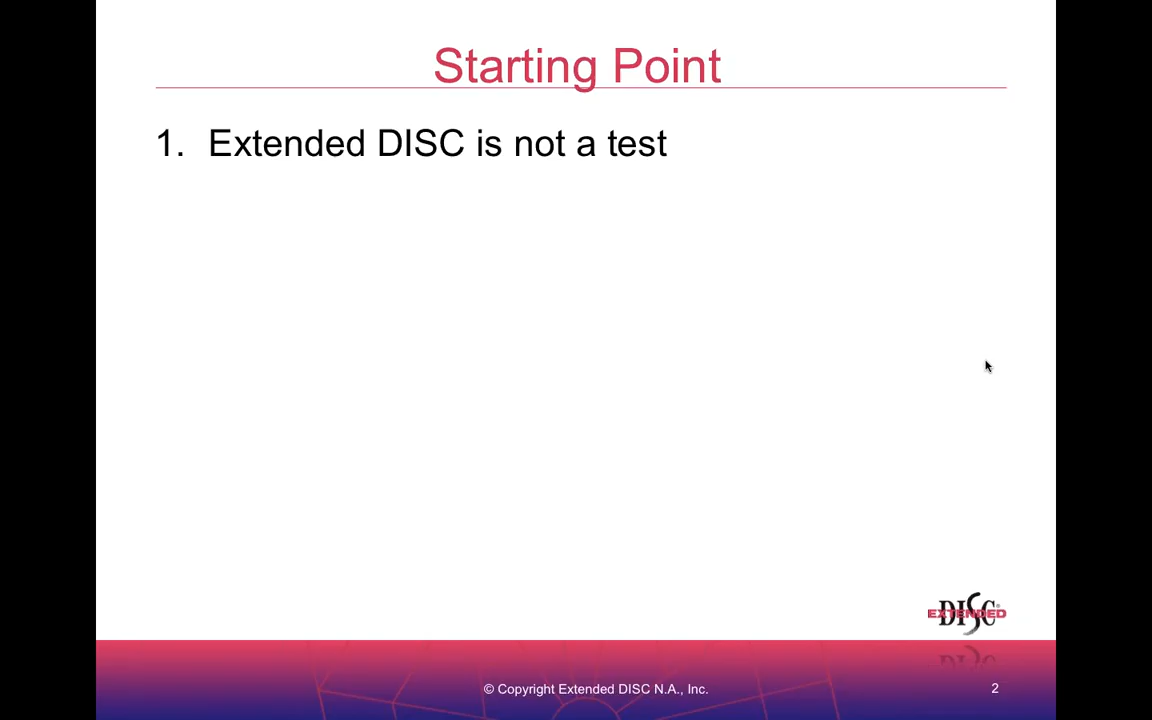 Starting Point
1. Extended DISC is not a test
DISC®
EXTENDED
© Copyright Extended DISC N.A., Inc.
2